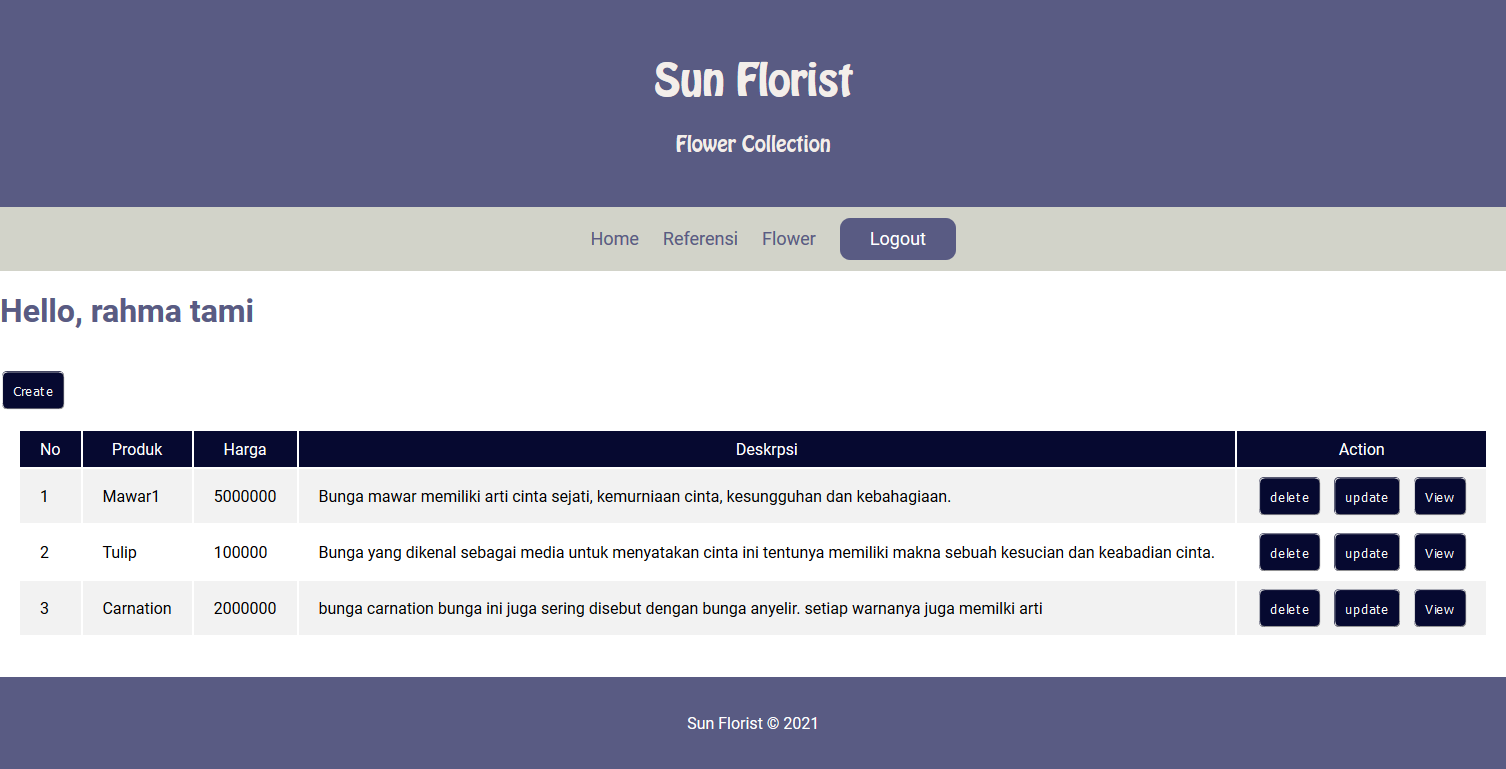 Sun Florist
Flower Collection
Home Referensi Flower Logout
Hello, rahma tami
Create
No Produk Harga Deskrpsi Action
1 Mawar1 5000000 Bunga mawar memiliki arti cinta sejati, kemurniaan cinta, kesungguhan dan kebahagiaan. delete update View
2 Tulip 100000 Bunga yang dikenal sebagai media untuk menyatakan cinta ini tentunya memiliki makna sebuah kesucian dan keabadian cinta. delete update View
3 Carnation 2000000 bunga carnation bunga ini juga sering disebut dengan bunga anyelir. setiap warnanya juga memilki arti delete update View
Sun Florist © 2021